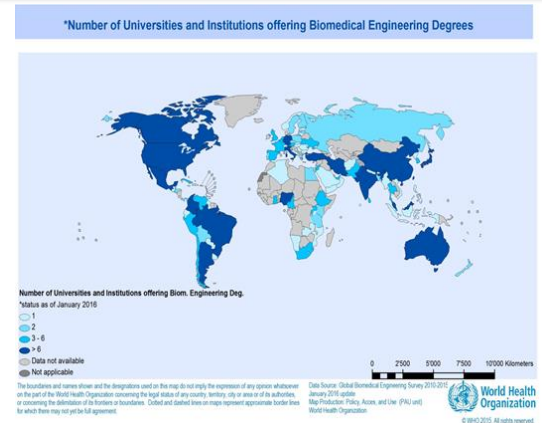 *Number of Universities and Institutions offering Biomedical Engineering Degrees
Number of Universities and Institutions offering Biom. Engineering Deg.
*status as of January 2016
1
2
3 - 6
> 6
Data not available
Not applicable
0 2'500 5'000 7'500 10'000 Kilometers
The boundaries and names shown and the designations used on this map do not imply the expression of any opinion whatsoever
on the part of the World Health Organization concerning the legal status of any country, territory, city or area or of its authorities,
or concerning the delimitation of its frontiers or boundaries. Dotted and dashed lines on maps represent approximate border lines
for which there may not yet be full agreement.
Data Source: Global Biomedical Engineering Survey 2010-2015
January 2016 update
Map Production: Policy, Access, and Use (PAU unit)
World Health Organization
World Health
Organization
© WHO 2015. All rights reserved